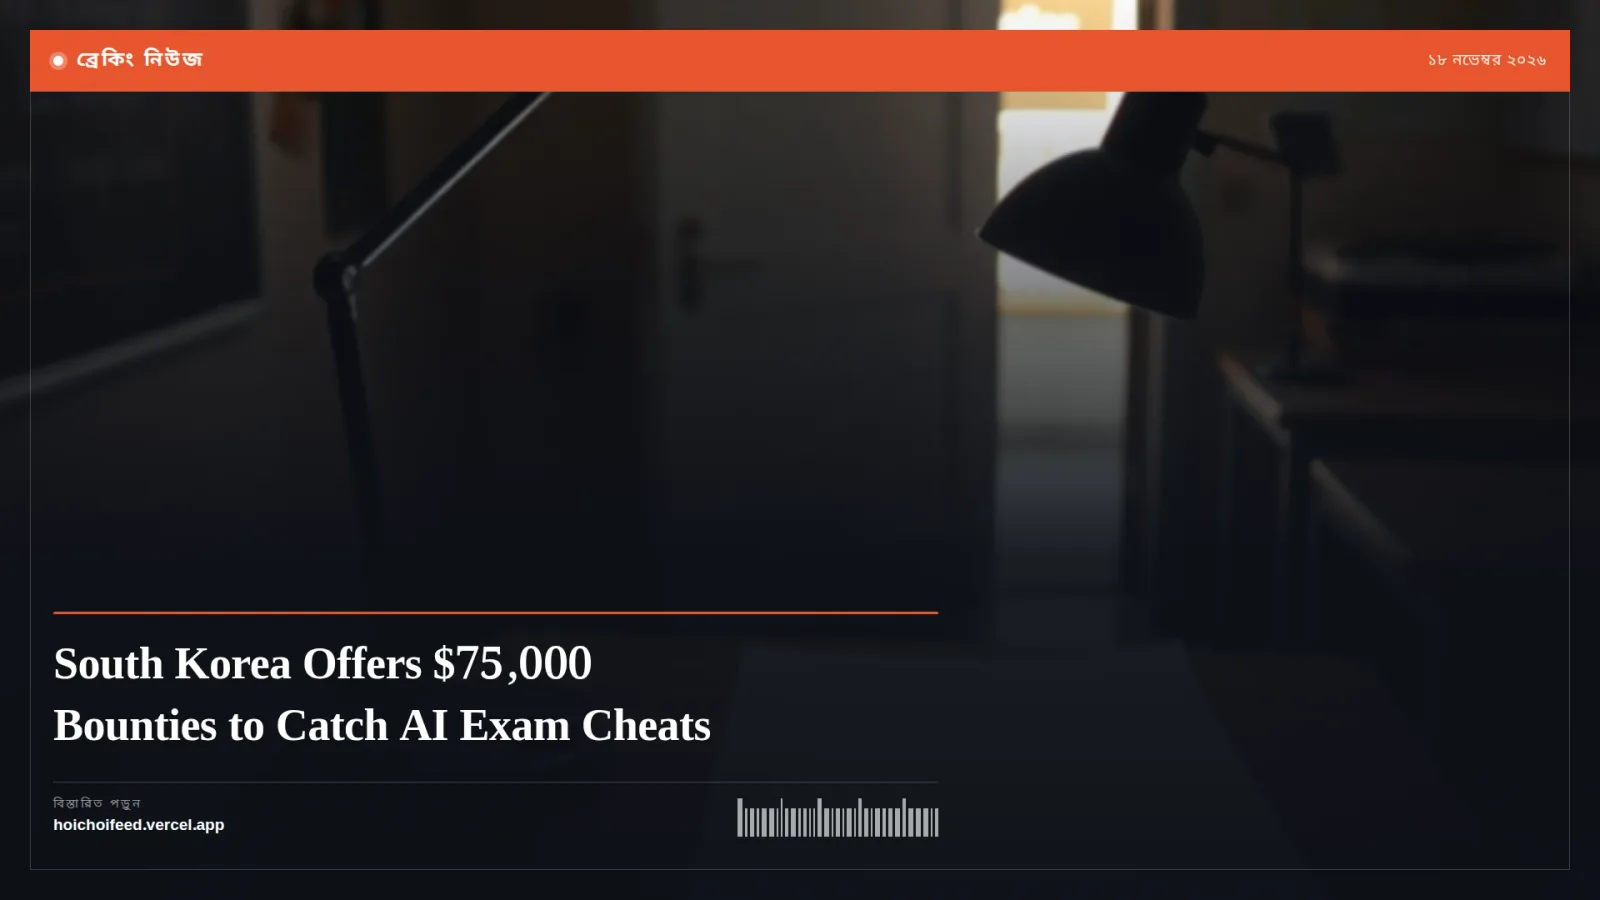 ব্রেকিং নিউজ
১৮ নভেম্বর ২০২৬
South Korea Offers $75,000
Bounties to Catch AI Exam Cheats
বিস্তারিত পড়ুন
hoichoifeed.vercel.app